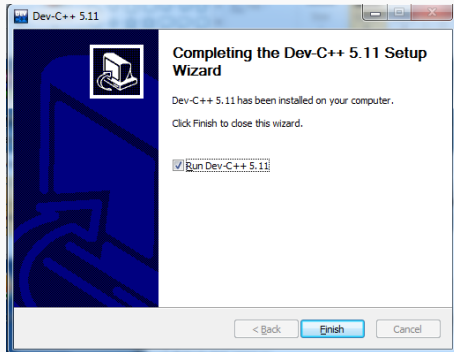 Dev-C++ 5.11
Completing the Dev-C++ 5.11 Setup
Wizard
Dev-C++ 5.11 has been installed on your computer.
Click Finish to close this wizard.
Run Dev-C++ 5.11
< Back
Finish
Cancel